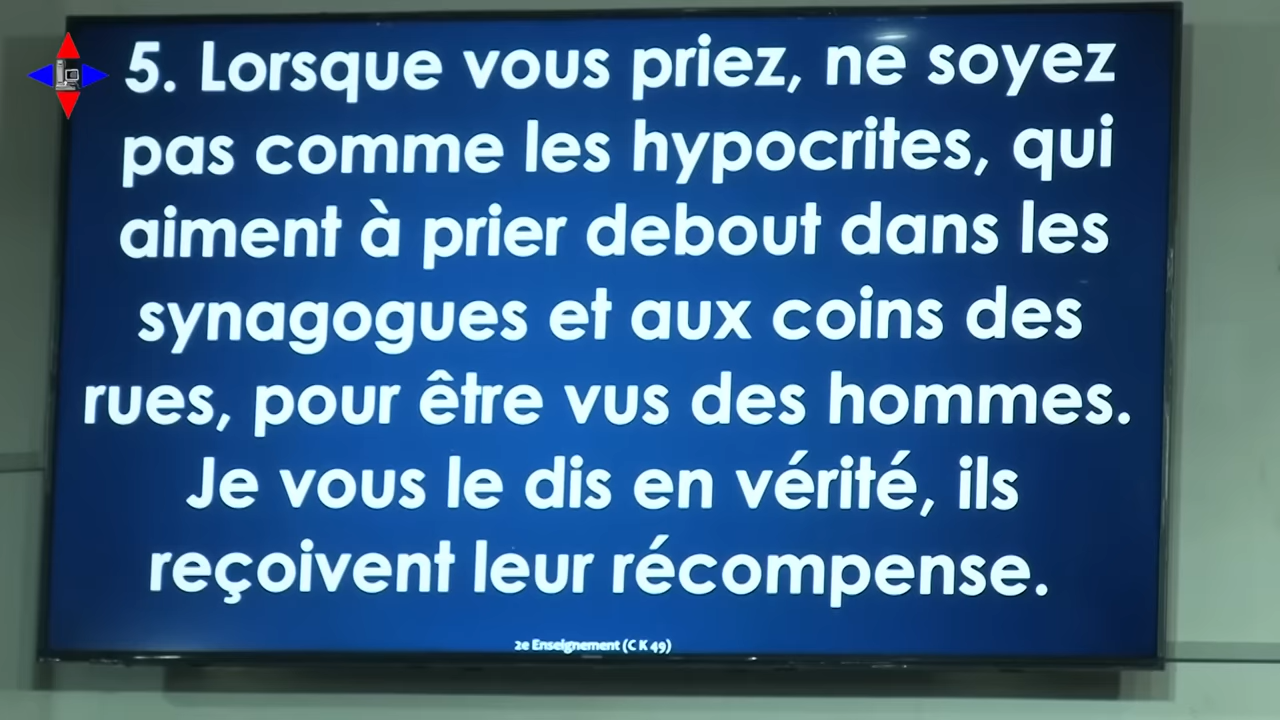 5. Lorsque vous priez, ne soyez
pas comme les hypocrites, qui
aiment à prier debout dans les
synagogues et aux coins des
rues, pour être vus des hommes.
Je vous le dis en vérité, ils
reçoivent leur récompense.
2e Enseignement (C K 49)